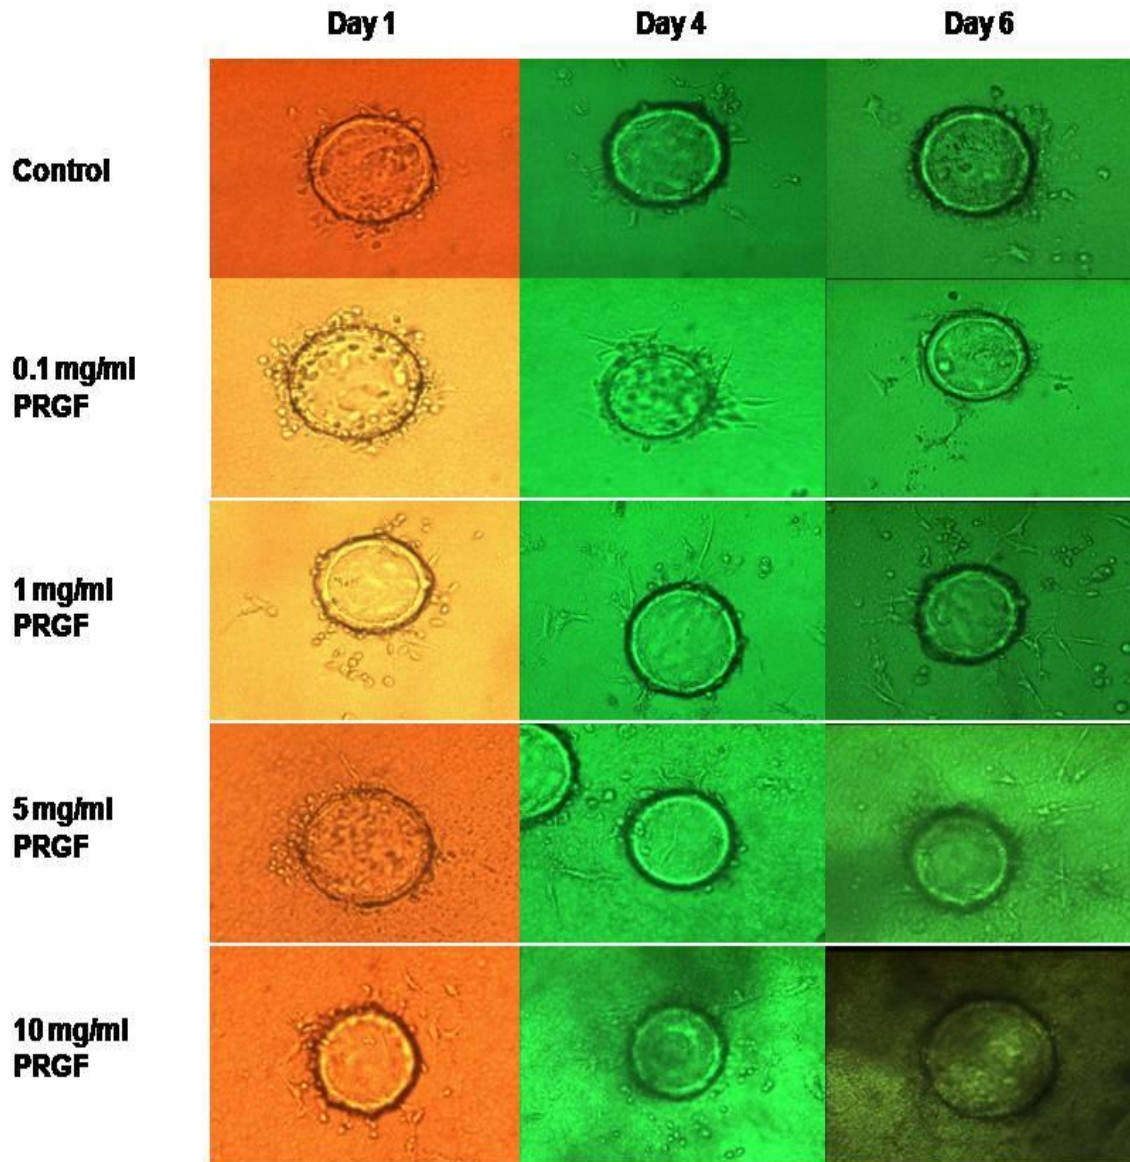 Day 1 Day 4 Day 6
Control
0.1 mg/ml
PRGF
1 mg/ml
PRGF
5 mg/ml
PRGF
10 mg/ml
PRGF